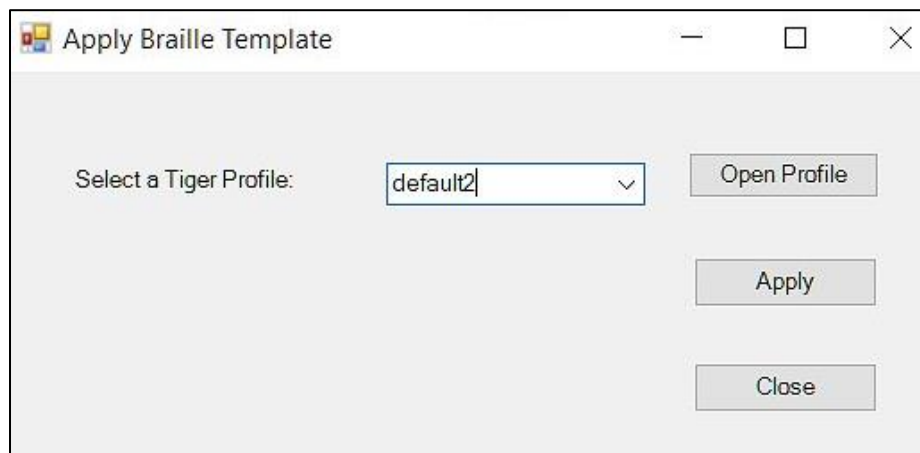 Apply Braille Template
Select a Tiger Profile:
default2
Open Profile
Apply
Close